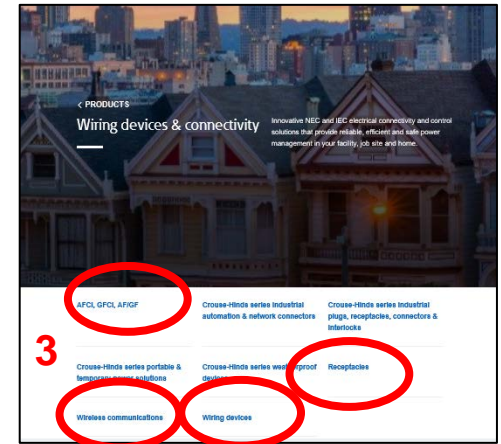 < PRODUCTS
Wiring devices & connectivity
Innovative NEC and IEC electrical connectivity and control
solutions that provide reliable, efficient and safe power
management in your facility, job site and home.
AFCI, GFCI, AF/GF
Crouse-Hinds series industrial
automation & network connectors
Crouse-Hinds series industrial
plugs, receptacles, connectors &
interlocks
3
Crouse-Hinds series portable &
temporary power solutions
Crouse-Hinds series weatherproof
devices
Receptacles
Wireless communications
Wiring devices